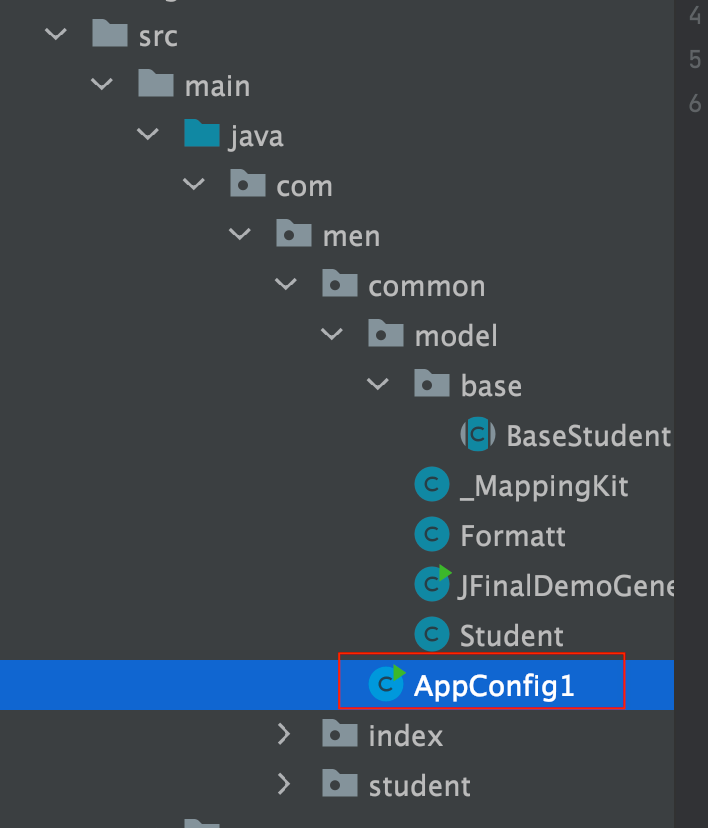 4
src
5
main
6
java
com
men
common
model
base
C BaseStudent
C _MappingKit
C Formatt
C JFinalDemoGene
C Student
C AppConfig1
index
student